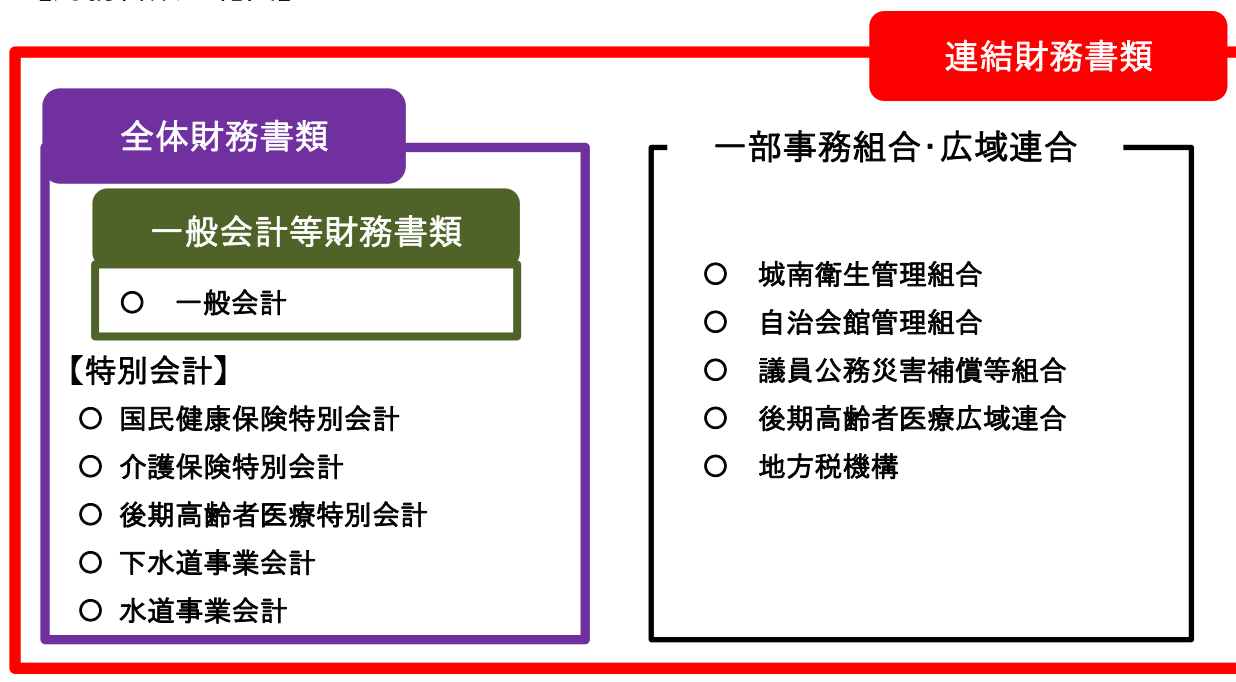 連結財務書類
全体財務書類
一般会計等財務書類
○ 一般会計
【特別会計】
○ 国民健康保険特別会計
○ 介護保険特別会計
○ 後期高齢者医療特別会計
○ 下水道事業会計
○ 水道事業会計
一部事務組合・広域連合
○ 城南衛生管理組合
○ 自治会館管理組合
○ 議員公務災害補償等組合
○ 後期高齢者医療広域連合
○ 地方税機構